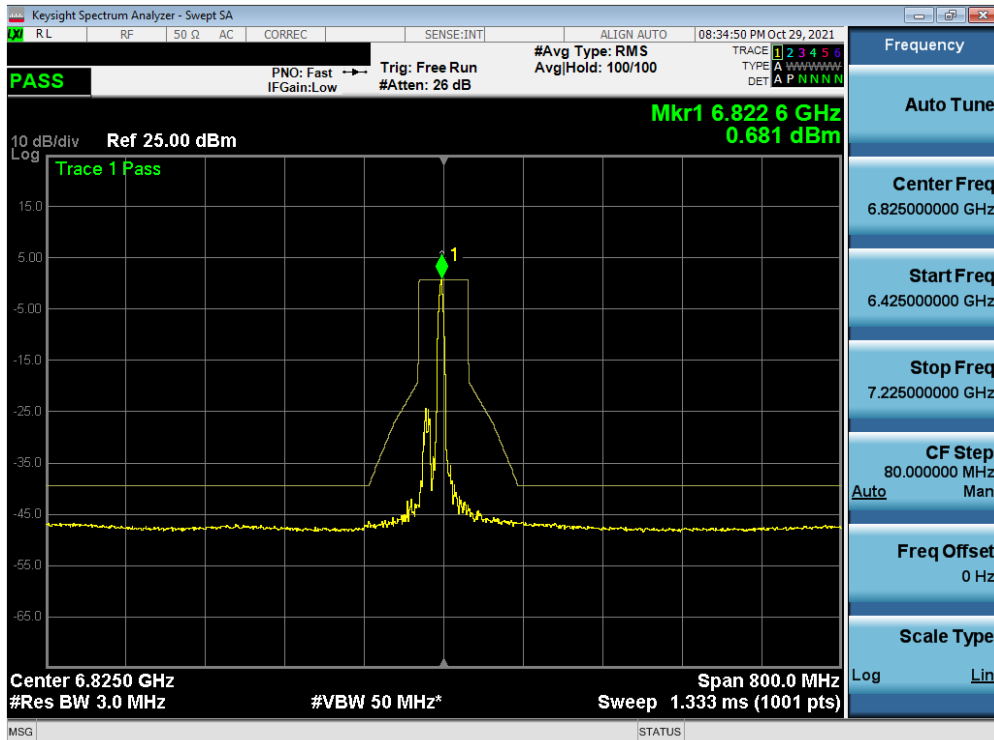 Keysight Spectrum Analyzer - Swept SA
LXI RL RF 50 Ω AC CORREC SENSE:INT ALIGN AUTO 08:34:50 PM Oct 29, 2021
PASS
PNO: Fast
IFGain:Low
Trig: Free Run
#Atten: 26 dB
#Avg Type: RMS
Avg|Hold: 100/100
TRACE 1 2 3 4 5 6
TYPE A WWWWW
DET A P N N N N
Mkr1 6.822 6 GHz
0.681 dBm
10 dB/div Ref 25.00 dBm
Log
Trace 1 Pass
1
15.0
5.00
-5.00
-15.0
-25.0
-35.0
-45.0
-55.0
-65.0
Center 6.8250 GHz Span 800.0 MHz
#Res BW 3.0 MHz #VBW 50 MHz* Sweep 1.333 ms (1001 pts)
MSG STATUS
Frequency
Auto Tune
Center Freq
6.825000000 GHz
Start Freq
6.425000000 GHz
Stop Freq
7.225000000 GHz
CF Step
80.000000 MHz
Auto Man
Freq Offset
0 Hz
Scale Type
Log Lin